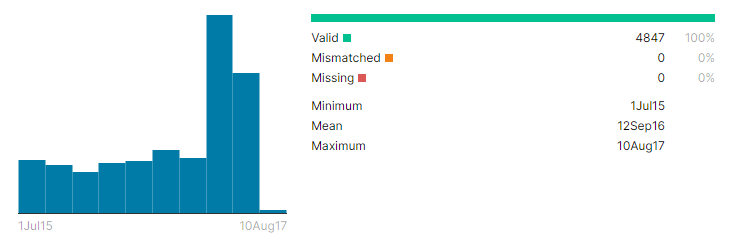 Valid 4847 100%
Mismatched 0 0%
Missing 0 0%
Minimum 1Jul15
Mean 12Sep16
Maximum 10Aug17
1Jul15 10Aug17